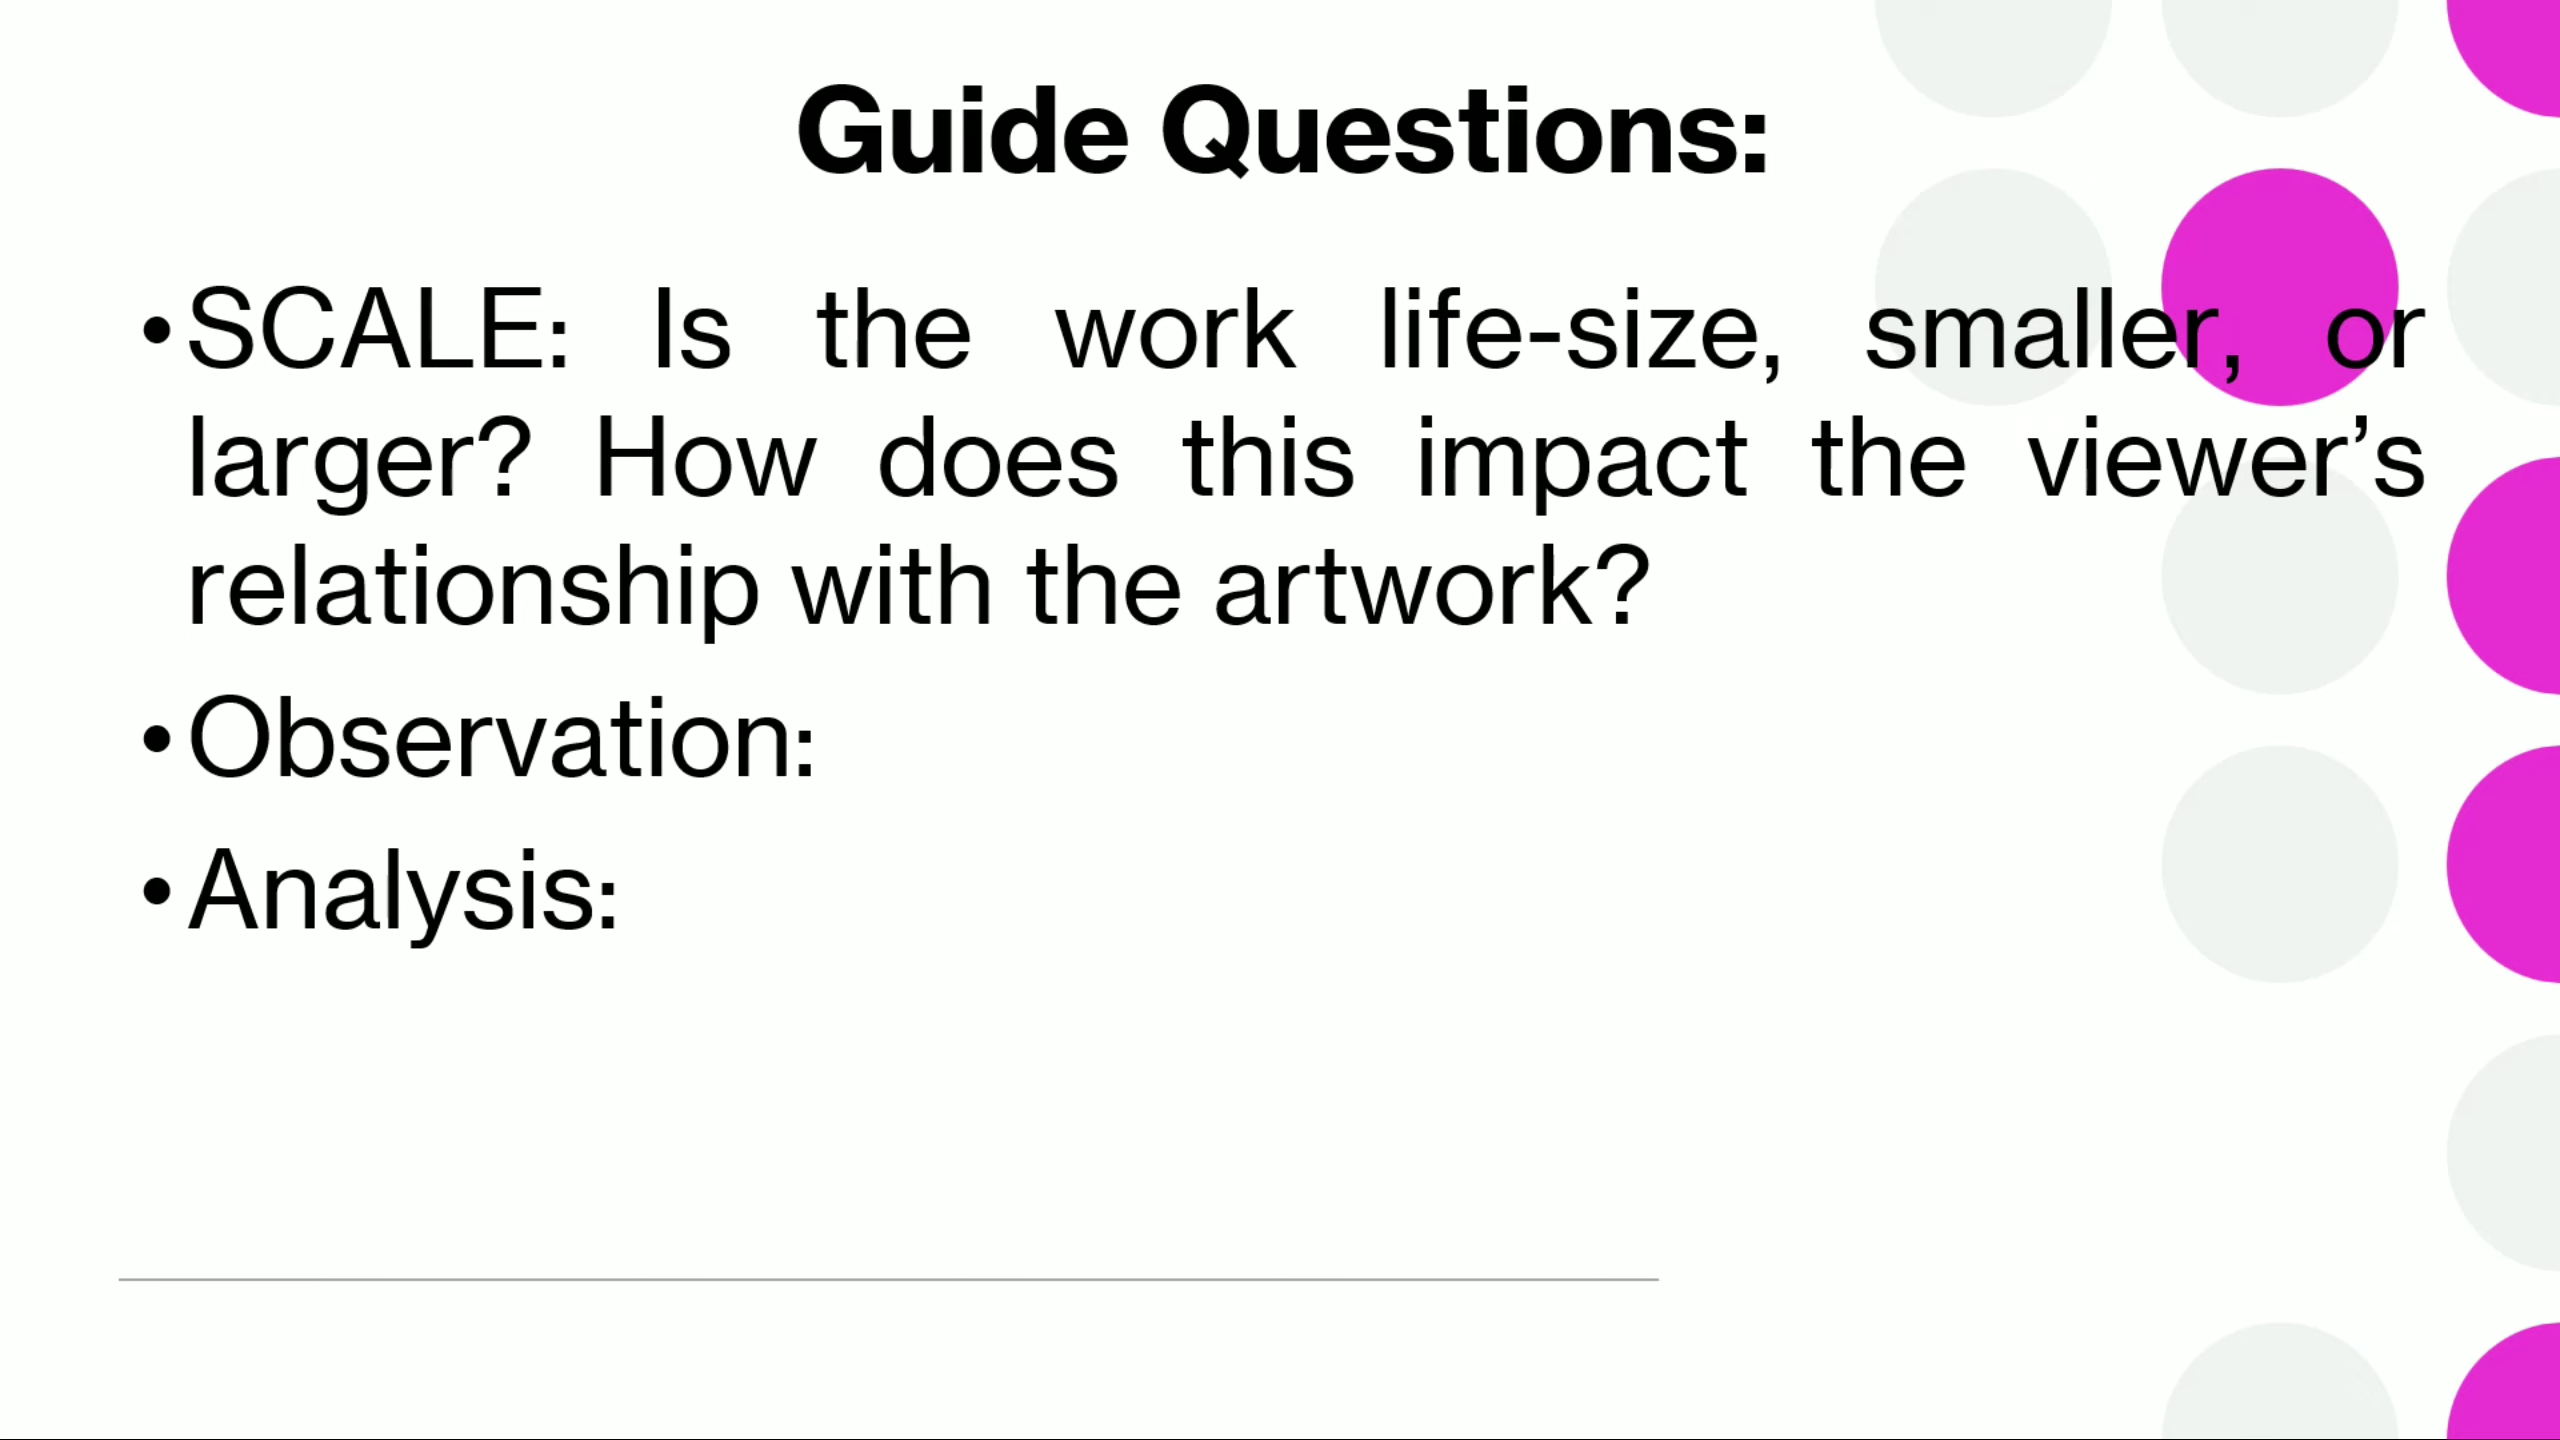 Guide Questions:
•SCALE: Is the work life-size, smaller, or
larger? How does this impact the viewer’s
relationship with the artwork?
•Observation:
•Analysis: